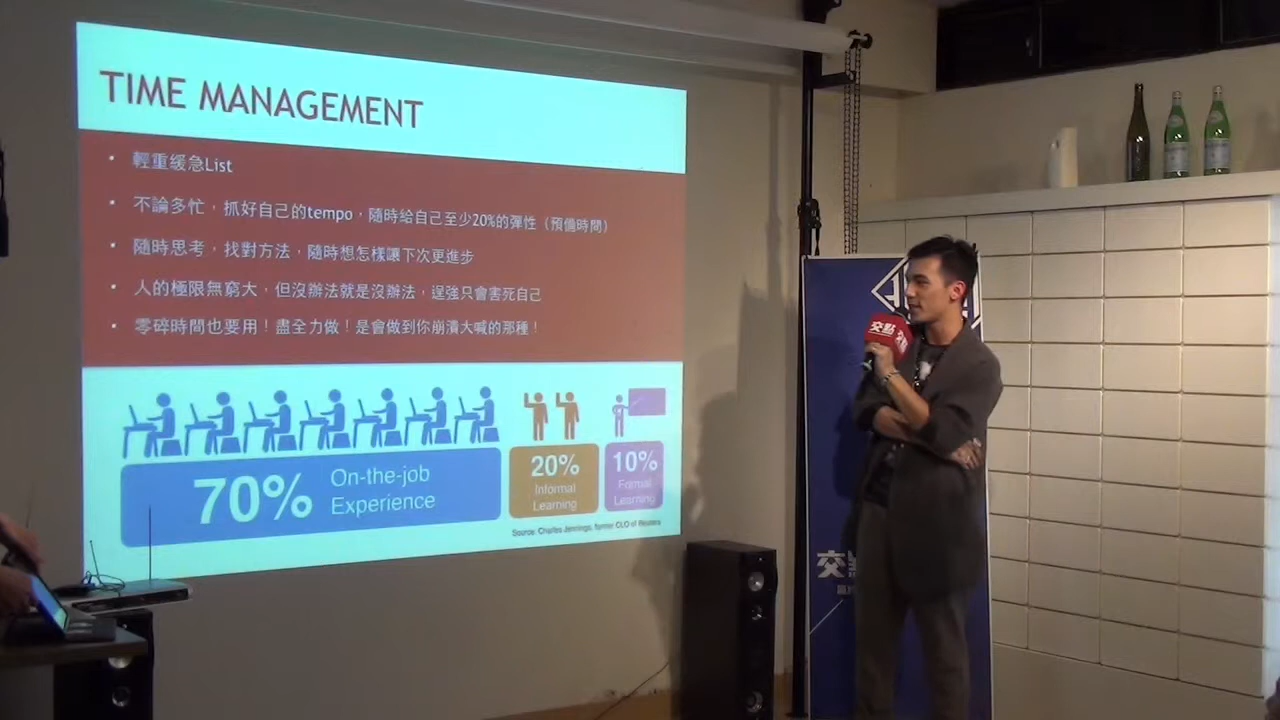 TIME MANAGEMENT
• 輕重緩急List
• 不論多忙，抓好自己的tempo，隨時給自己至少20%的彈性（預備時間）
• 隨時思考，找對方法，隨時想怎樣讓下次更進步
• 人的極限無窮大，但沒辦法就是沒辦法，逞強只會害死自己
• 零碎時間也要用！盡全力做！是會做到你崩潰大喊的那種！
70%
On-the-job
Experience
20%
Informal
Learning
10%
Formal
Learning
Source: Charles Jennings, former CLO of Reuters
交點
交點